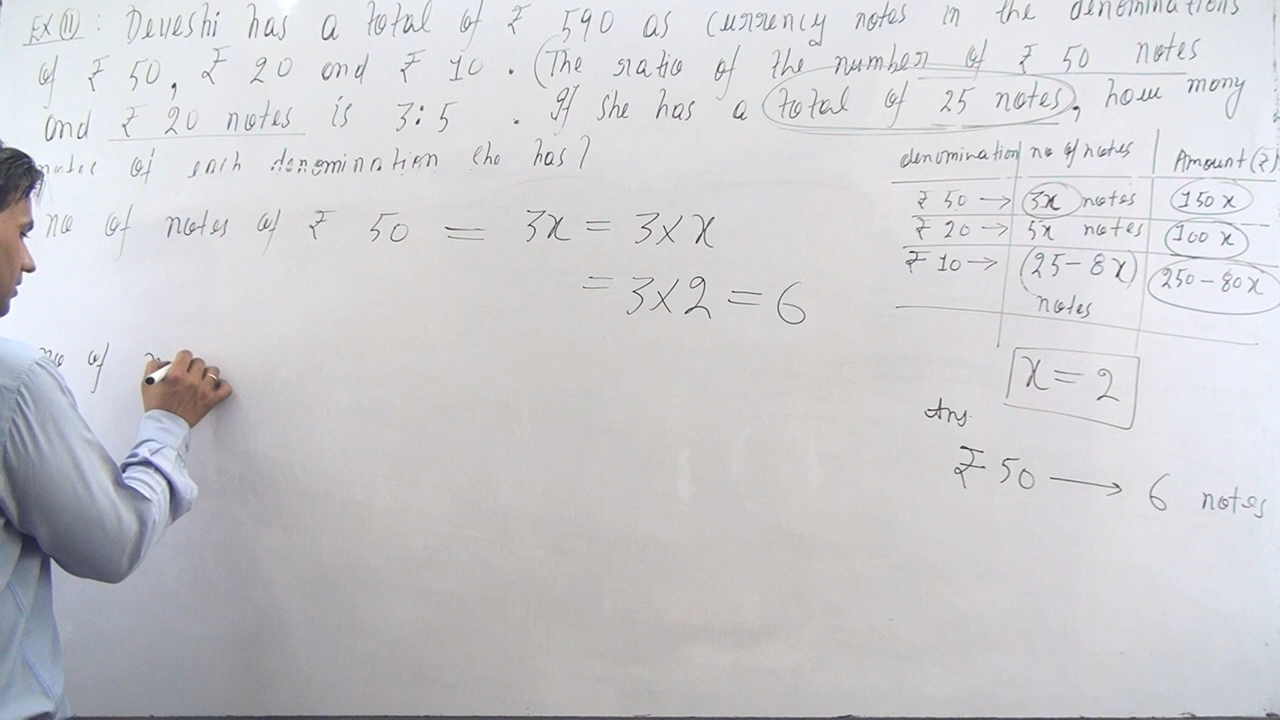 Ex (11) : Deveshi has a total of ₹ 590 as currency notes in the denominations
of ₹ 50, ₹ 20 and ₹ 10 . (The ratio of the number of ₹ 50 notes
and ₹ 20 notes is 3:5 . If she has a total of 25 notes, how many
notes of each denomination she has?
no of notes of ₹ 50 = 3x = 3×x
= 3×2 = 6
no of
denomination no of notes Amount (₹)
₹ 50 → 3x notes 150x
₹ 20 → 5x notes 100x
₹ 10 → (25-8x) 250-80x
notes
x = 2
Ans.
₹ 50 → 6 notes